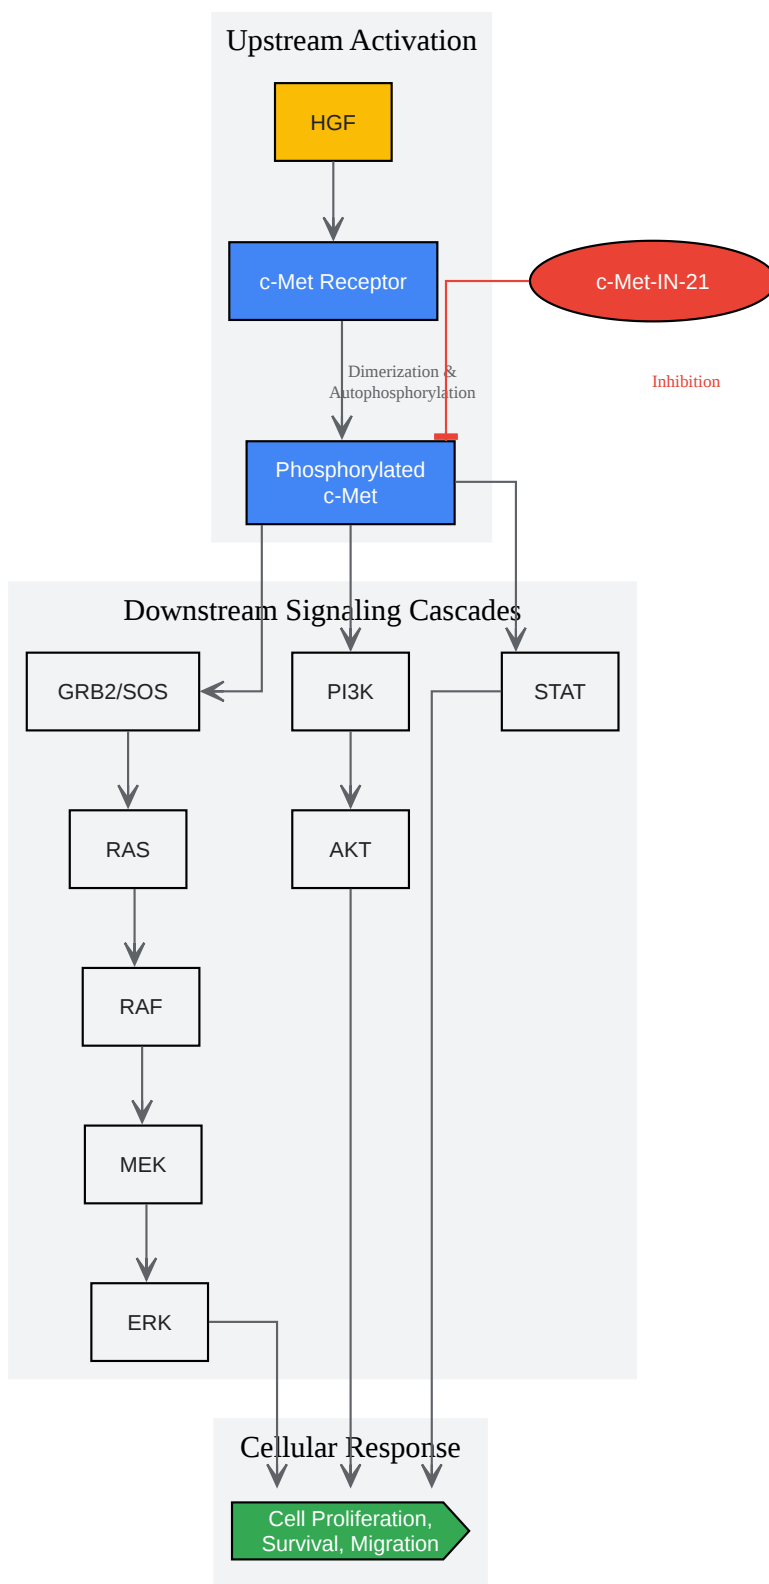 Upstream Activation
HGF
c-Met Receptor
c-Met-IN-21
Dimerization &
Autophosphorylation
Inhibition
Phosphorylated
c-Met
Downstream Signaling Cascades
GRB2/SOS
PI3K
STAT
RAS
AKT
RAF
MEK
ERK
Cellular Response
Cell Proliferation,
Survival, Migration